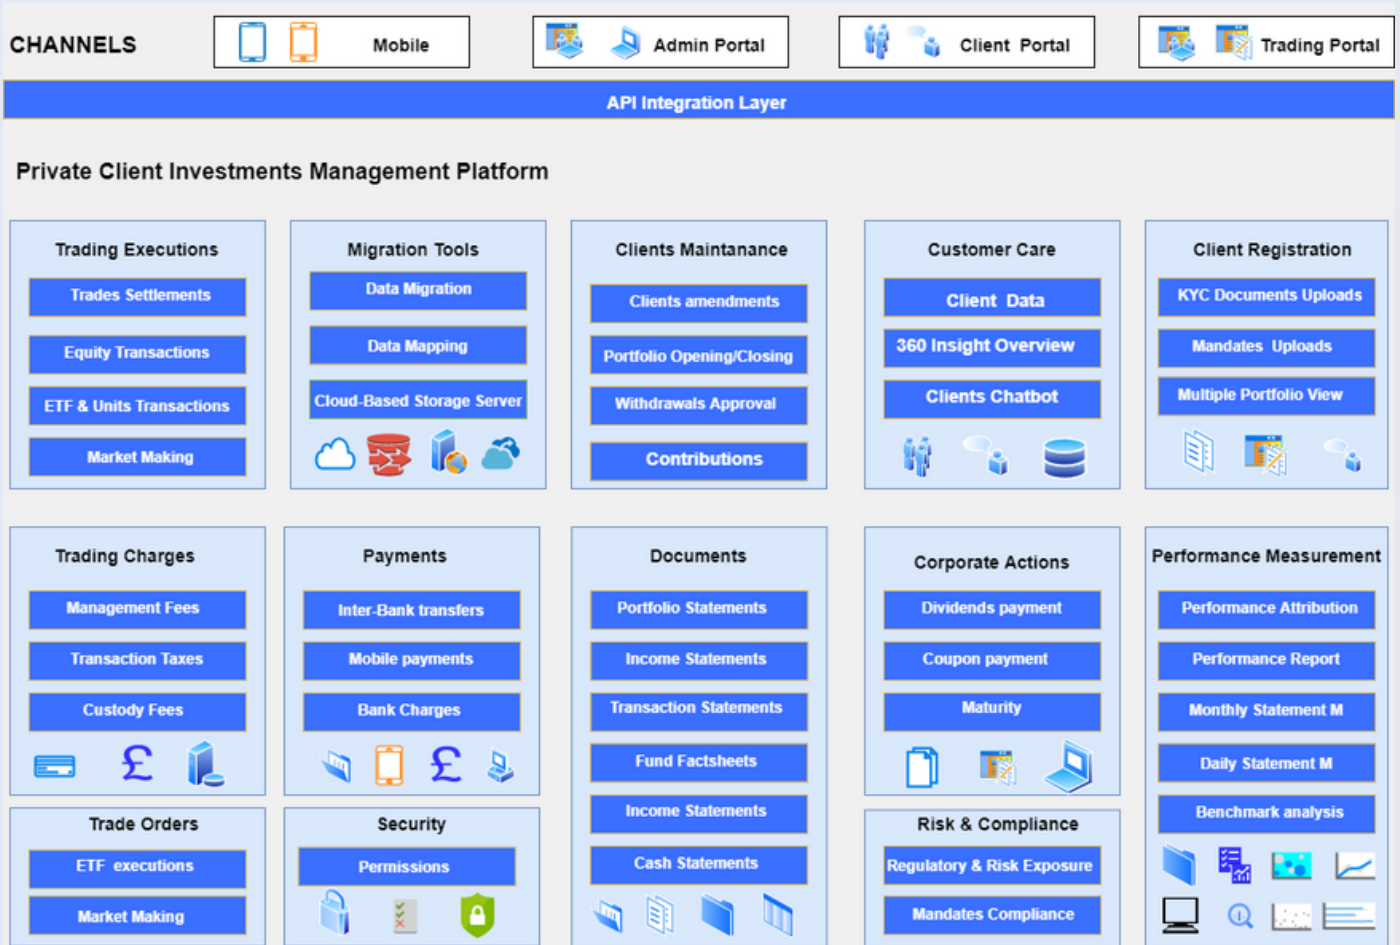 CHANNELS
Mobile
Admin Portal
Client Portal
Trading Portal
API Integration Layer
Private Client Investments Management Platform
Trading Executions
Trades Settlements
Equity Transactions
ETF & Units Transactions
Market Making
Migration Tools
Data Migration
Data Mapping
Cloud-Based Storage Server
Clients Maintanance
Clients amendments
Portfolio Opening/Closing
Withdrawals Approval
Contributions
Customer Care
Client Data
360 Insight Overview
Clients Chatbot
Client Registration
KYC Documents Uploads
Mandates Uploads
Multiple Portfolio View
Trading Charges
Management Fees
Transaction Taxes
Custody Fees
£
Payments
Inter-Bank transfers
Mobile payments
Bank Charges
£
Documents
Portfolio Statements
Income Statements
Transaction Statements
Fund Factsheets
Income Statements
Cash Statements
Corporate Actions
Dividends payment
Coupon payment
Maturity
Performance Measurement
Performance Attribution
Performance Report
Monthly Statement M
Daily Statement M
Benchmark analysis
Trade Orders
ETF executions
Market Making
Security
Permissions
Risk & Compliance
Regulatory & Risk Exposure
Mandates Compliance